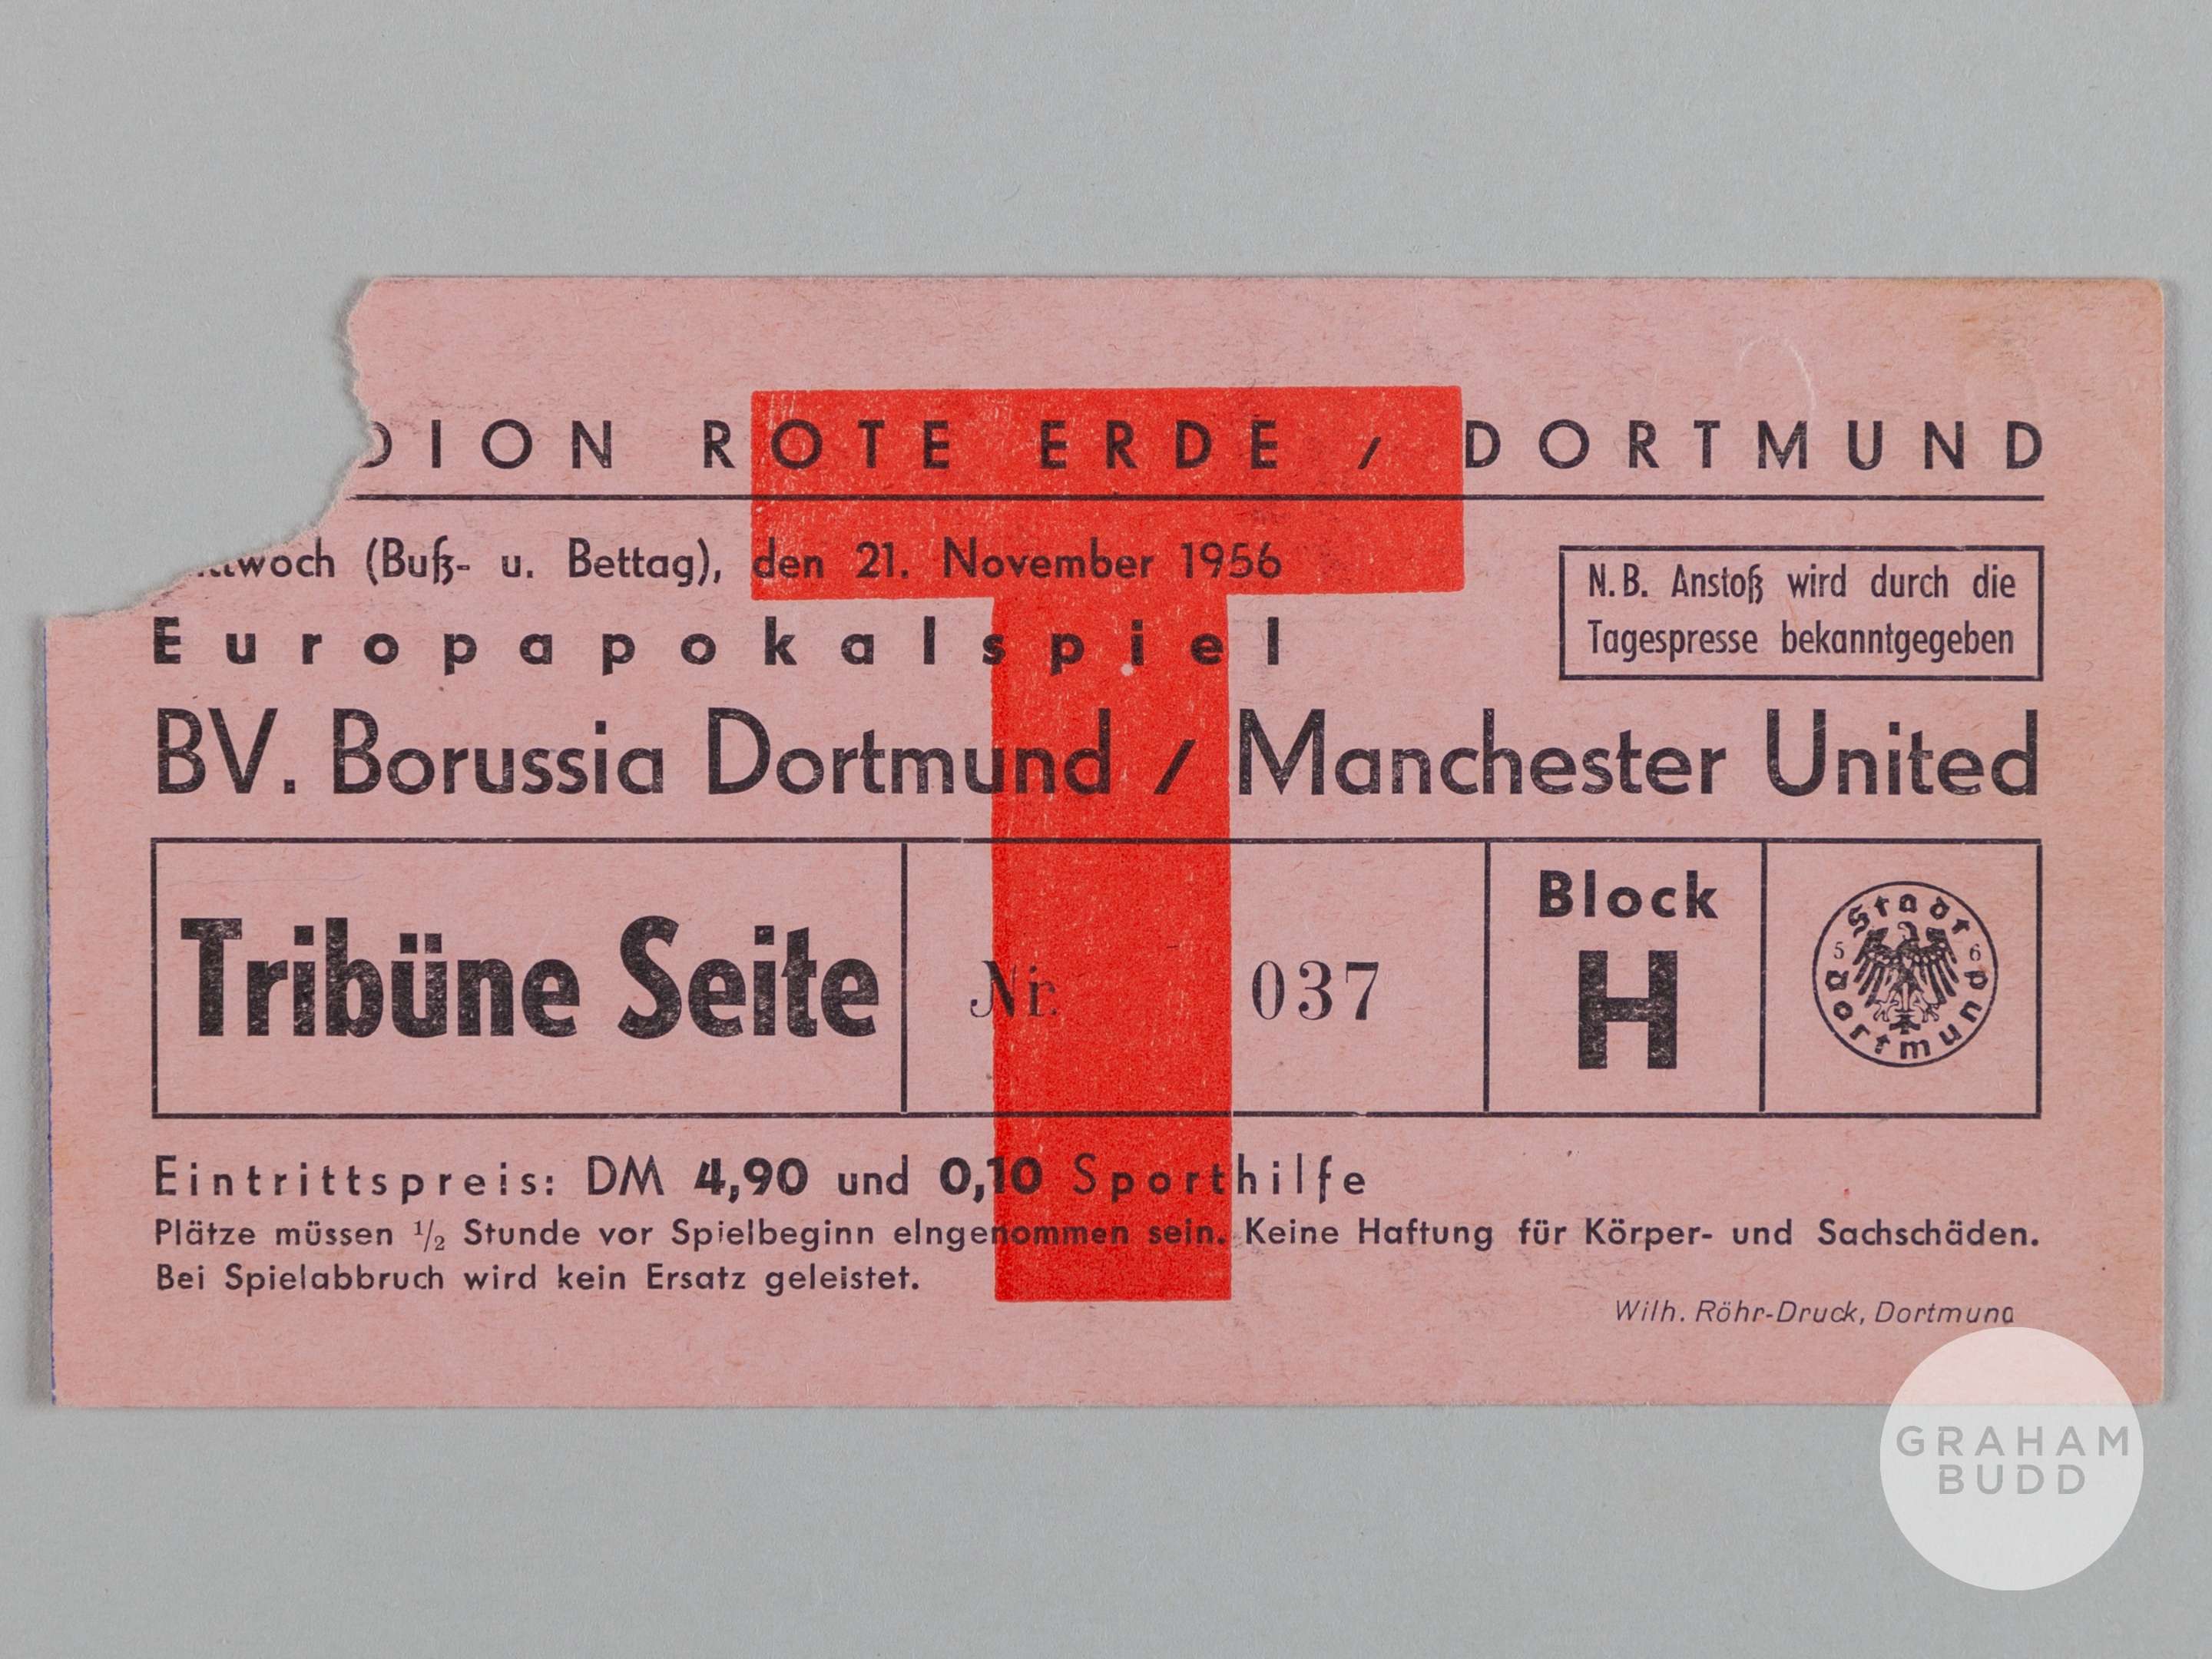 DION ROTE ERDE / DORTMUND
(Buß- u. Bettag), den 21. November 1956
N.B. Anstoß wird durch die
Tagespresse bekanntgegeben
Europapokalspiel
BV. Borussia Dortmund / Manchester United
T
Tribüne Seite
Nr. 037
Block
H
Stadt Dortmund
5 6
Eintrittspreis: DM 4,90 und 0,10 Sporthilfe
Plätze müssen 1/2 Stunde vor Spielbeginn eingenommen sein. Keine Haftung für Körper- und Sachschäden.
Bei Spielabbruch wird kein Ersatz geleistet.
Wilh. Röhr-Druck, Dortmund
GRAHAM
BUDD